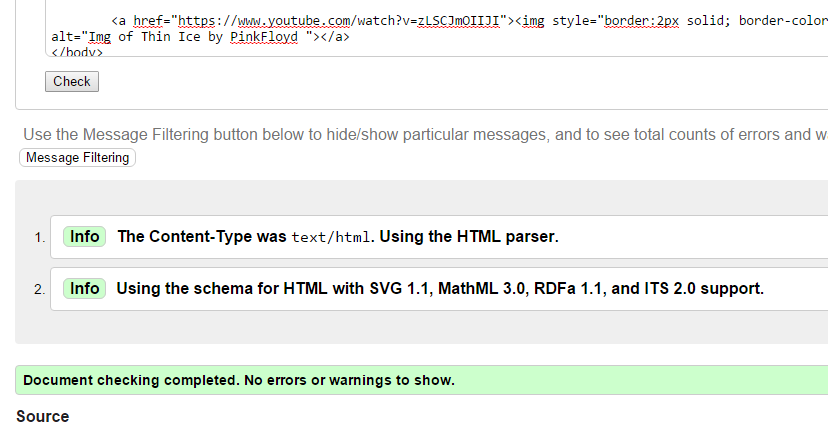 <a href="https://www.youtube.com/watch?v=zLSCJmOIIJI"><img style="border:2px solid; border-color
alt="Img of Thin Ice by PinkFloyd "></a>
</body>
Check
Use the Message Filtering button below to hide/show particular messages, and to see total counts of errors and w
Message Filtering
1. Info The Content-Type was text/html. Using the HTML parser.
2. Info Using the schema for HTML with SVG 1.1, MathML 3.0, RDFa 1.1, and ITS 2.0 support.
Document checking completed. No errors or warnings to show.
Source